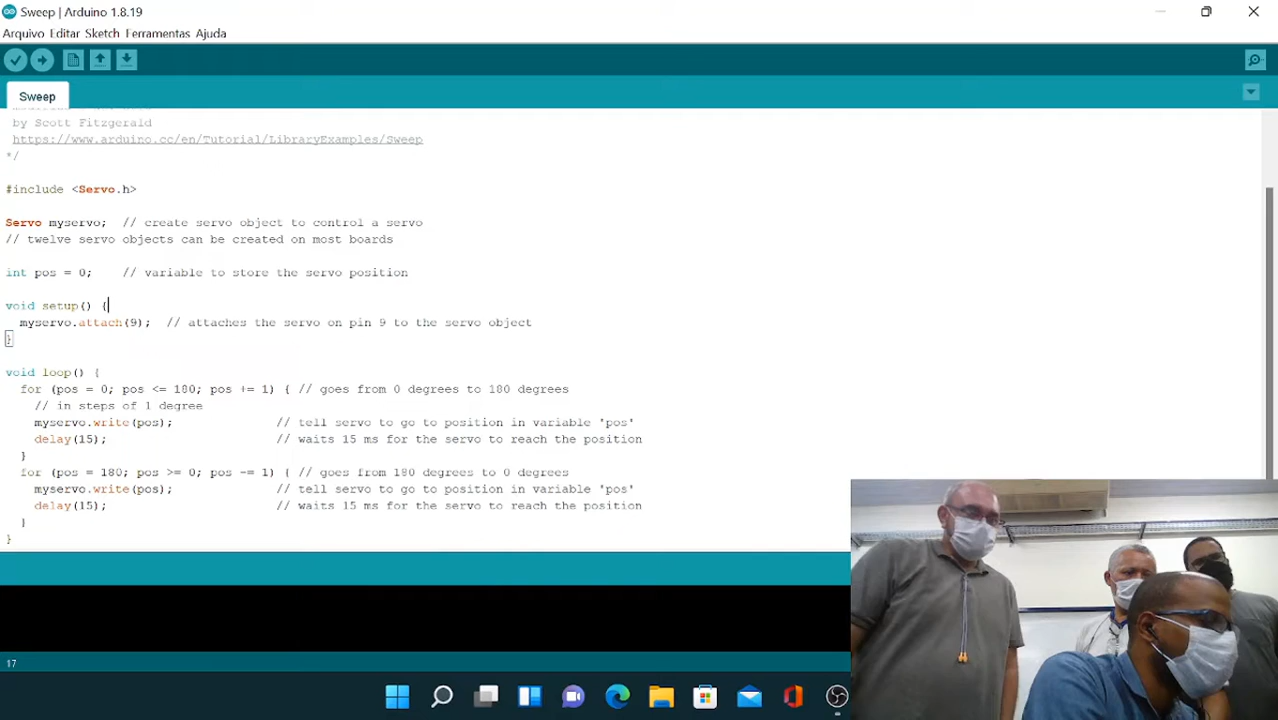 Sweep | Arduino 1.8.19
Arquivo Editar Sketch Ferramentas Ajuda
Sweep
by Scott Fitzgerald
https://www.arduino.cc/en/Tutorial/LibraryExamples/Sweep
*/
#include <Servo.h>
Servo myservo;  // create servo object to control a servo
// twelve servo objects can be created on most boards
int pos = 0;    // variable to store the servo position
void setup() {
myservo.attach(9);  // attaches the servo on pin 9 to the servo object
}
void loop() {
for (pos = 0; pos <= 180; pos += 1) { // goes from 0 degrees to 180 degrees
// in steps of 1 degree
myservo.write(pos);              // tell servo to go to position in variable 'pos'
delay(15);                       // waits 15 ms for the servo to reach the position
}
for (pos = 180; pos >= 0; pos -= 1) { // goes from 180 degrees to 0 degrees
myservo.write(pos);              // tell servo to go to position in variable 'pos'
delay(15);                       // waits 15 ms for the servo to reach the position
}
}
17